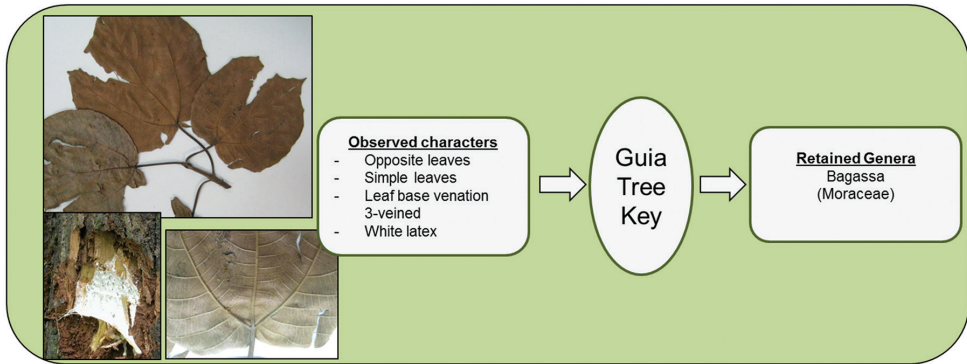 Observed characters
- Opposite leaves
- Simple leaves
- Leaf base venation
3-veined
- White latex
Guia
Tree
Key
Retained Genera
Bagassa
(Moraceae)